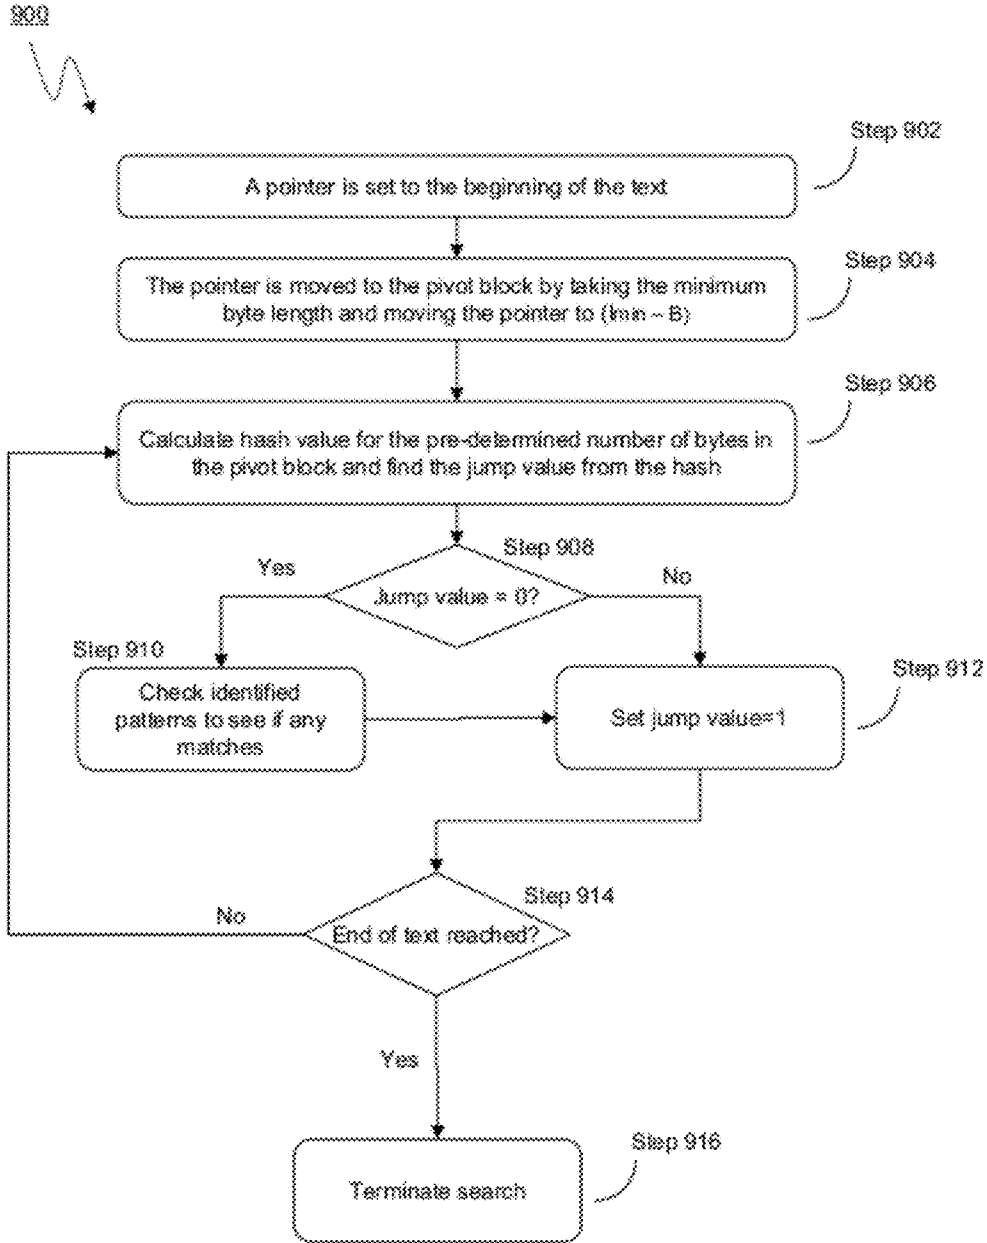 900
Step 902
A pointer is set to the beginning of the text
Step 904
The pointer is moved to the pivot block by taking the minimum
byte length and moving the pointer to (lmin – B)
Step 906
Calculate hash value for the pre-determined number of bytes in
the pivot block and find the jump value from the hash
Step 908
Yes
No
Jump value = 0?
Step 910
Check identified
patterns to see if any
matches
Step 912
Set jump value=1
Step 914
No
End of text reached?
Yes
Step 916
Terminate search